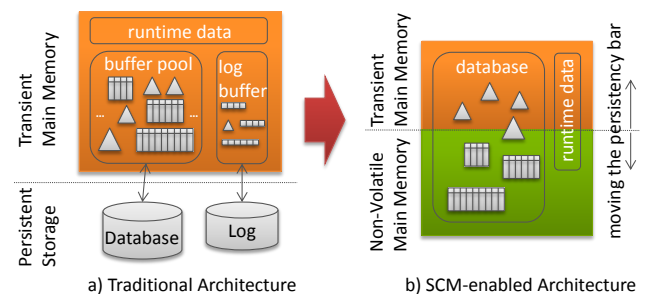 runtime data
buffer pool
log
buffer
...
...
Transient
Main Memory
Persistent
Storage
Database
Log
a) Traditional Architecture
database
runtime data
Transient
Main Memory
Non-Volatile
Main Memory
moving the persistency bar
b) SCM-enabled Architecture